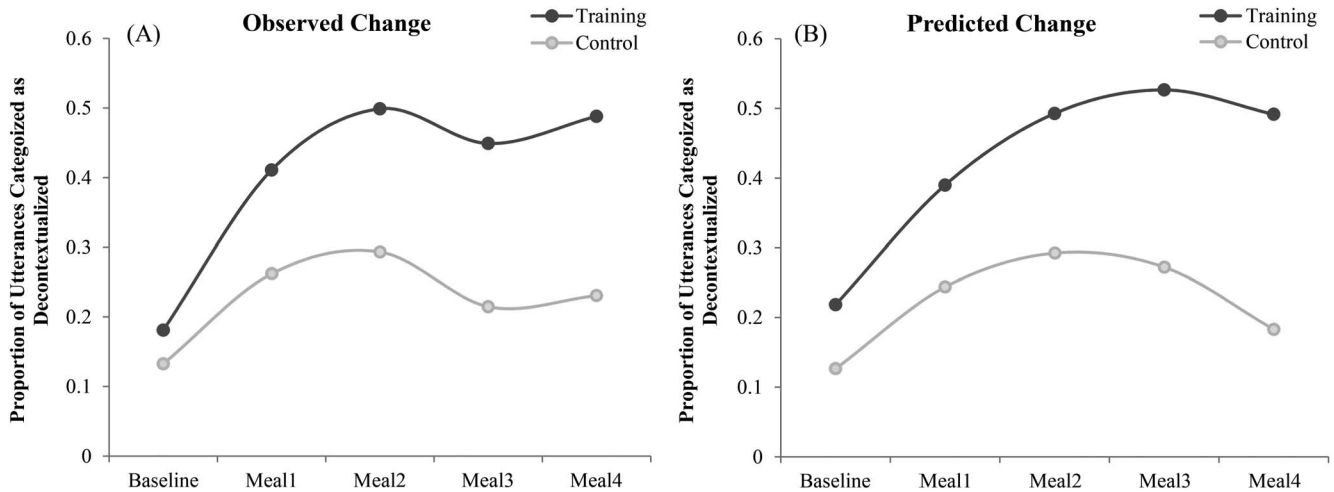 (A)
Observed Change
Training
Control
Proportion of Utterances Categoized as
Decontextualized
0.6
0.5
0.4
0.3
0.2
0.1
0
Baseline Meal1 Meal2 Meal3 Meal4
(B)
Predicted Change
Training
Control
Proportion of Utterances Categoized as
Decontextualized
0.6
0.5
0.4
0.3
0.2
0.1
0
Baseline Meal1 Meal2 Meal3 Meal4